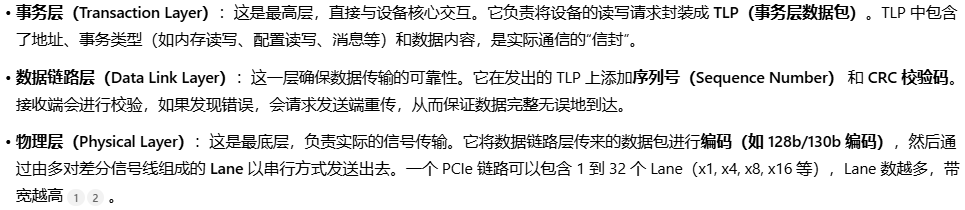 • 事务层（Transaction Layer）：这是最高层，直接与设备核心交互。它负责将设备的读写请求封装成 TLP（事务层数据包）。TLP 中包含
了地址、事务类型（如内存读写、配置读写、消息等）和数据内容，是实际通信的“信封”。
• 数据链路层（Data Link Layer）：这一层确保数据传输的可靠性。它在发出的 TLP 上添加序列号（Sequence Number） 和 CRC 校验码。
接收端会进行校验，如果发现错误，会请求发送端重传，从而保证数据完整无误地到达。
• 物理层（Physical Layer）：这是最底层，负责实际的信号传输。它将数据链路层传来的数据包进行编码（如 128b/130b 编码），然后通
过由多对差分信号线组成的 Lane 以串行方式发送出去。一个 PCIe 链路可以包含 1 到 32 个 Lane（x1, x4, x8, x16 等），Lane 数越多，带
宽越高 1 2 。